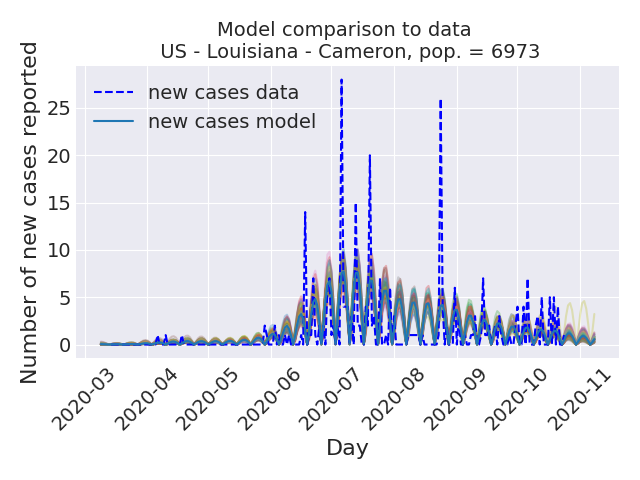 Model comparison to data
US - Louisiana - Cameron, pop. = 6973
Number of new cases reported
25
20
15
10
5
0
new cases data
new cases model
2020-03
2020-04
2020-05
2020-06
2020-07
2020-08
2020-09
2020-10
2020-11
Day